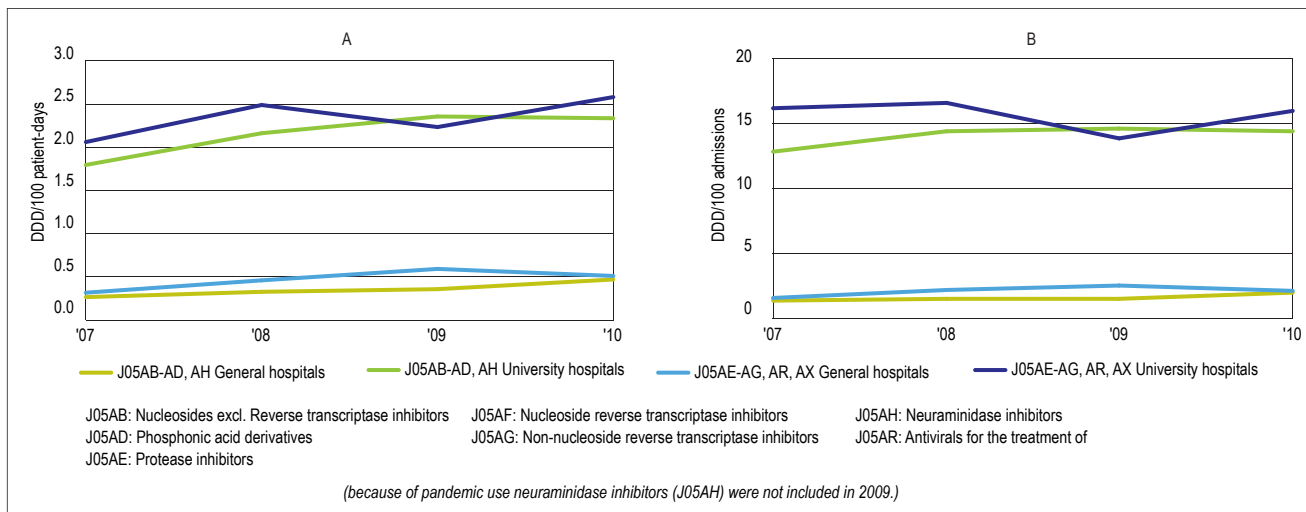 A
3.0
2.5
2.0
1.5
1.0
0.5
0.0
DDD/100 patient-days
'07 '08 '09 '10
B
20
15
10
5
0
DDD/100 admissions
'07 '08 '09 '10
J05AB-AD, AH General hospitals J05AB-AD, AH University hospitals J05AE-AG, AR, AX General hospitals J05AE-AG, AR, AX University hospitals
J05AB: Nucleosides excl. Reverse transcriptase inhibitors J05AF: Nucleoside reverse transcriptase inhibitors J05AH: Neuraminidase inhibitors
J05AD: Phosphonic acid derivatives J05AG: Non-nucleoside reverse transcriptase inhibitors J05AR: Antivirals for the treatment of
J05AE: Protease inhibitors
(because of pandemic use neuraminidase inhibitors (J05AH) were not included in 2009.)